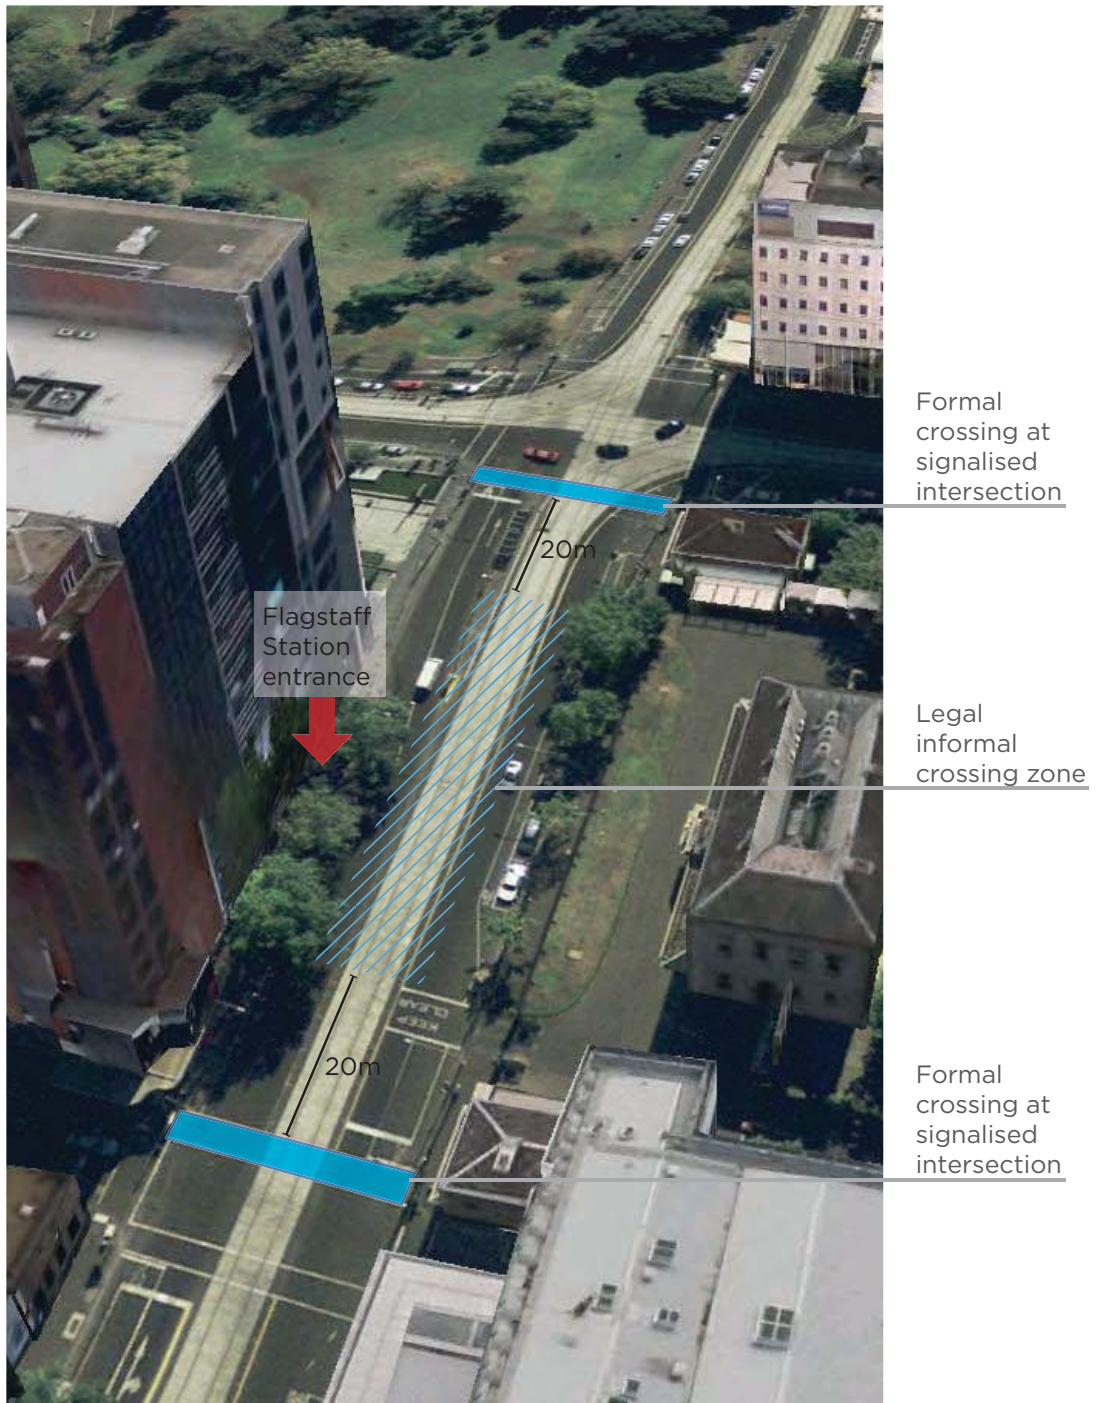 Formal
crossing at
signalised
intersection
20m
Flagstaff
Station
entrance
Legal
informal
crossing zone
KEEP
CLEAR
20m
Formal
crossing at
signalised
intersection